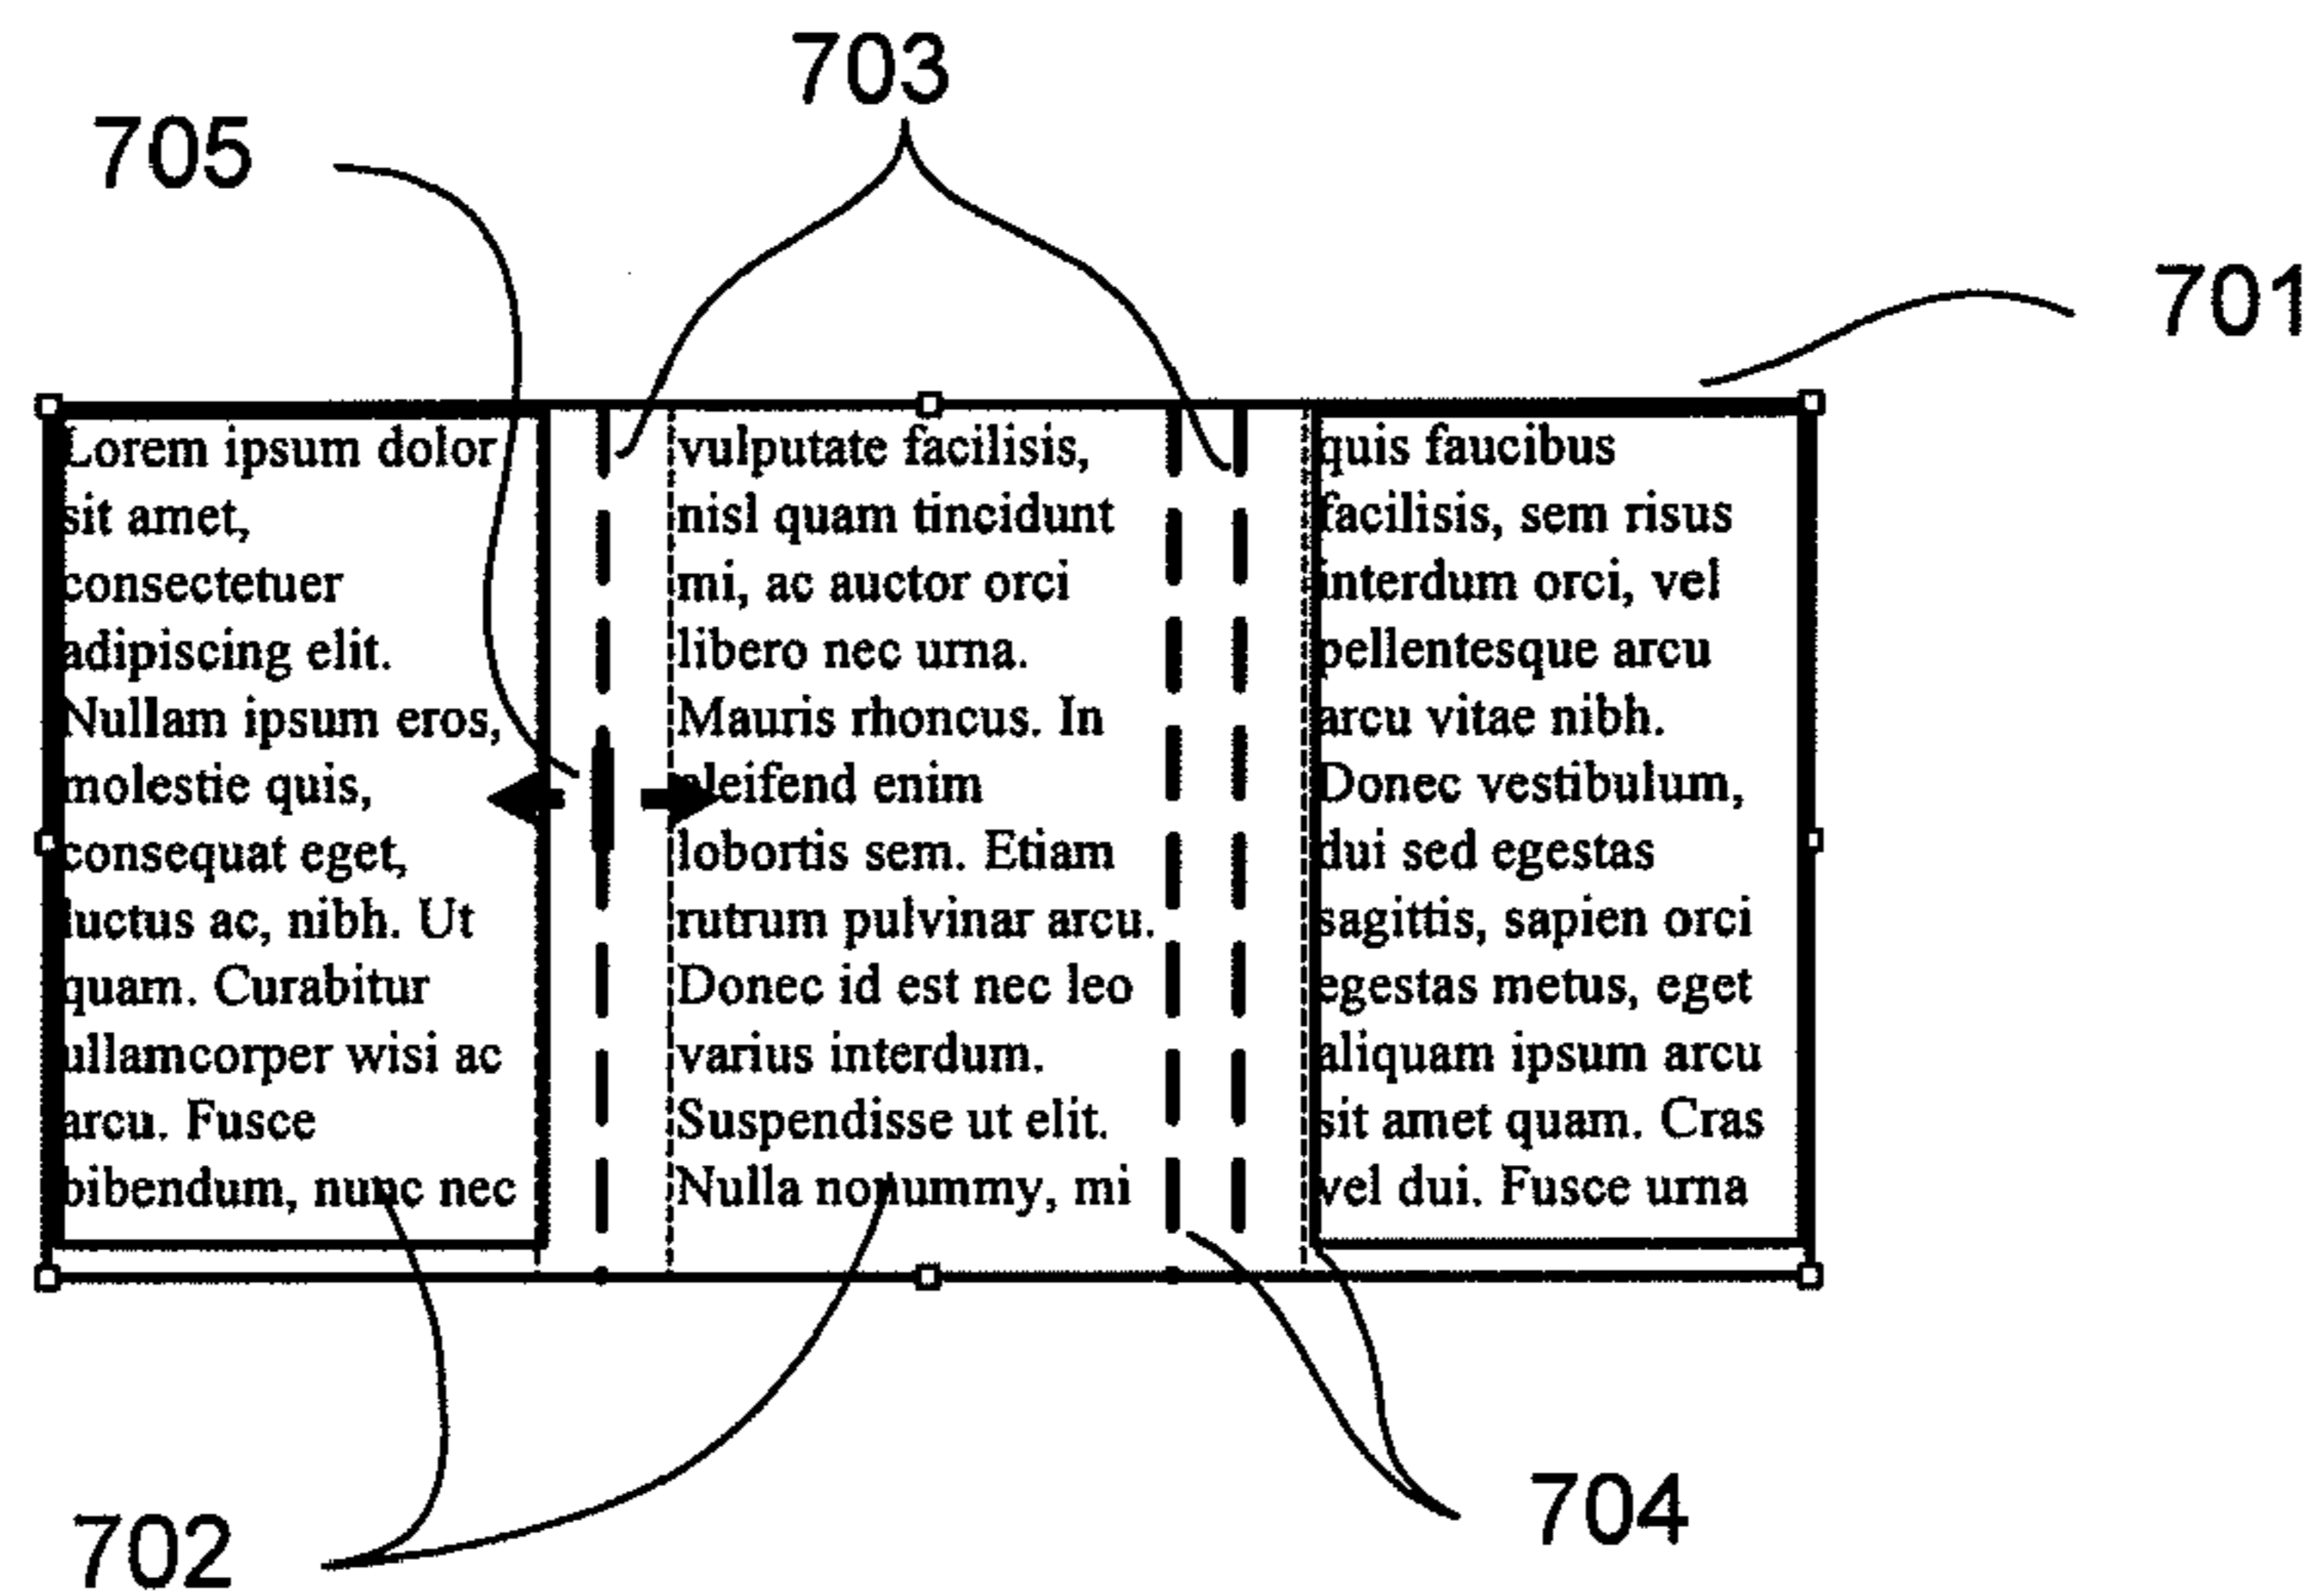 703
705
701
Lorem ipsum dolor
sit amet,
consectetuer
adipiscing elit.
Nullam ipsum eros,
molestie quis,
consequat eget,
luctus ac, nibh. Ut
quam. Curabitur
ullamcorper wisi ac
arcu. Fusce
bibendum, nunc nec
vulputate facilisis,
nisl quam tincidunt
mi, ac auctor orci
libero nec urna.
Mauris rhoncus. In
eleifend enim
lobortis sem. Etiam
rutrum pulvinar arcu.
Donec id est nec leo
varius interdum.
Suspendisse ut elit.
Nulla nonummy, mi
quis faucibus
facilisis, sem risus
interdum orci, vel
pellentesque arcu
arcu vitae nibh.
Donec vestibulum,
dui sed egestas
sagittis, sapien orci
egestas metus, eget
aliquam ipsum arcu
sit amet quam. Cras
vel dui. Fusce urna
702
704